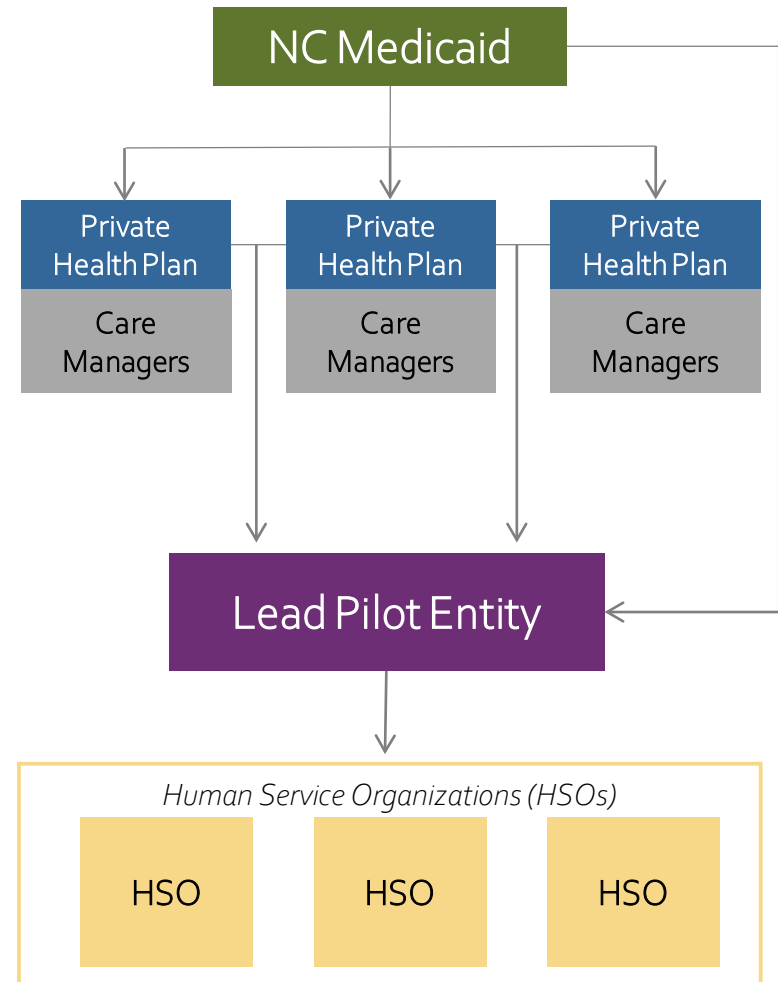 NC Medicaid
Private
Health Plan
Care
Managers
Private
Health Plan
Care
Managers
Private
Health Plan
Care
Managers
Lead Pilot Entity
Human Service Organizations (HSOs)
HSO
HSO
HSO